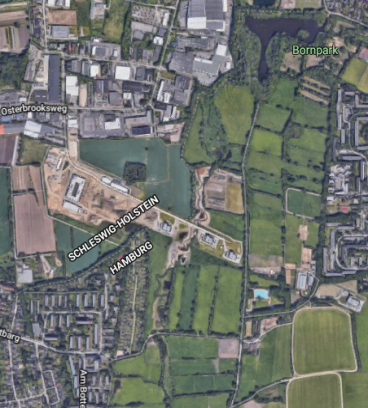 Bornpark
Osterbrooksweg
SCHLESWIG-HOLSTEIN
HAMBURG
Am Botte